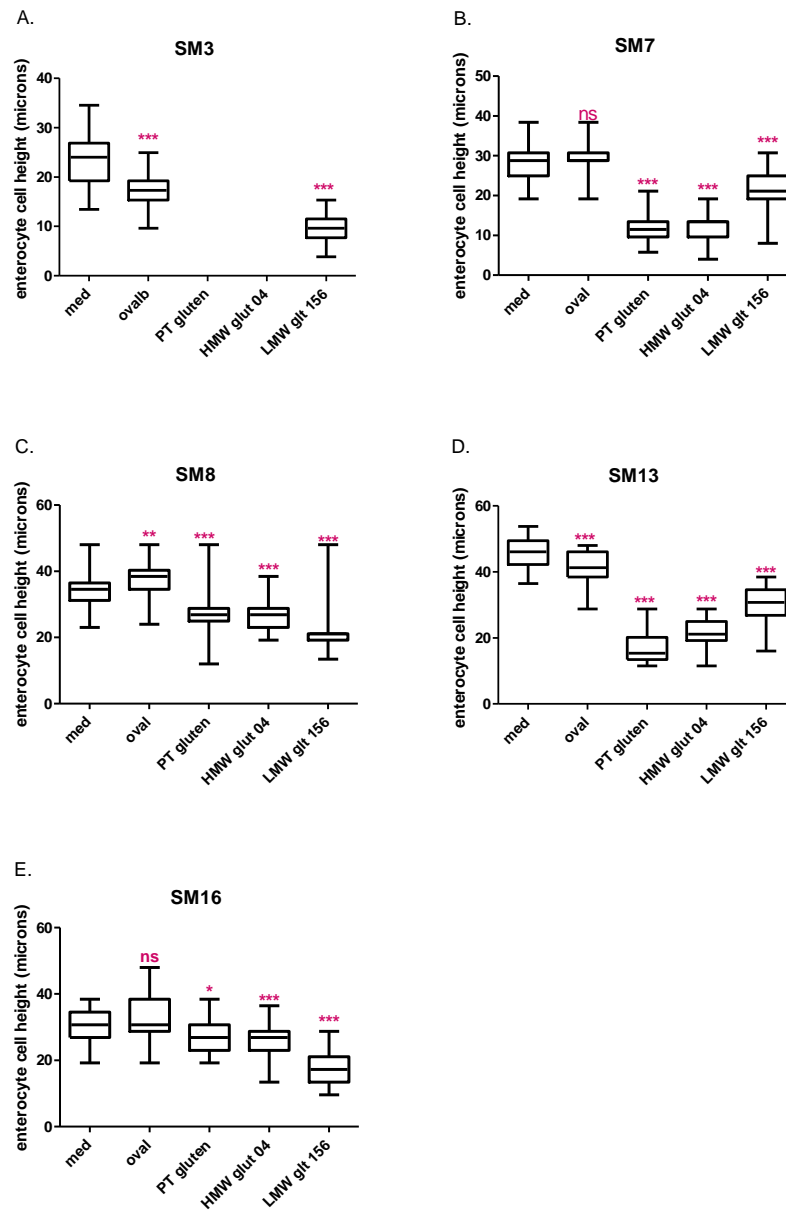 A.
SM3
enterocyte cell height (microns)
40
30
20
10
0
***
***
med
ovalb
PT gluten
HMW glut 04
LMW glt 156
B.
SM7
enterocyte cell height (microns)
50
40
30
20
10
0
ns
***
***
***
med
oval
PT gluten
HMW glut 04
LMW glt 156
C.
SM8
enterocyte cell height (microns)
60
40
20
0
**
***
***
***
med
oval
PT gluten
HMW glut 04
LMW glt 156
D.
SM13
enterocyte cell height (microns)
60
40
20
0
***
***
***
***
med
oval
PT gluten
HMW glut 04
LMW glt 156
E.
SM16
enterocyte cell height (microns)
60
40
20
0
ns
*
***
***
med
oval
PT gluten
HMW glut 04
LMW glt 156